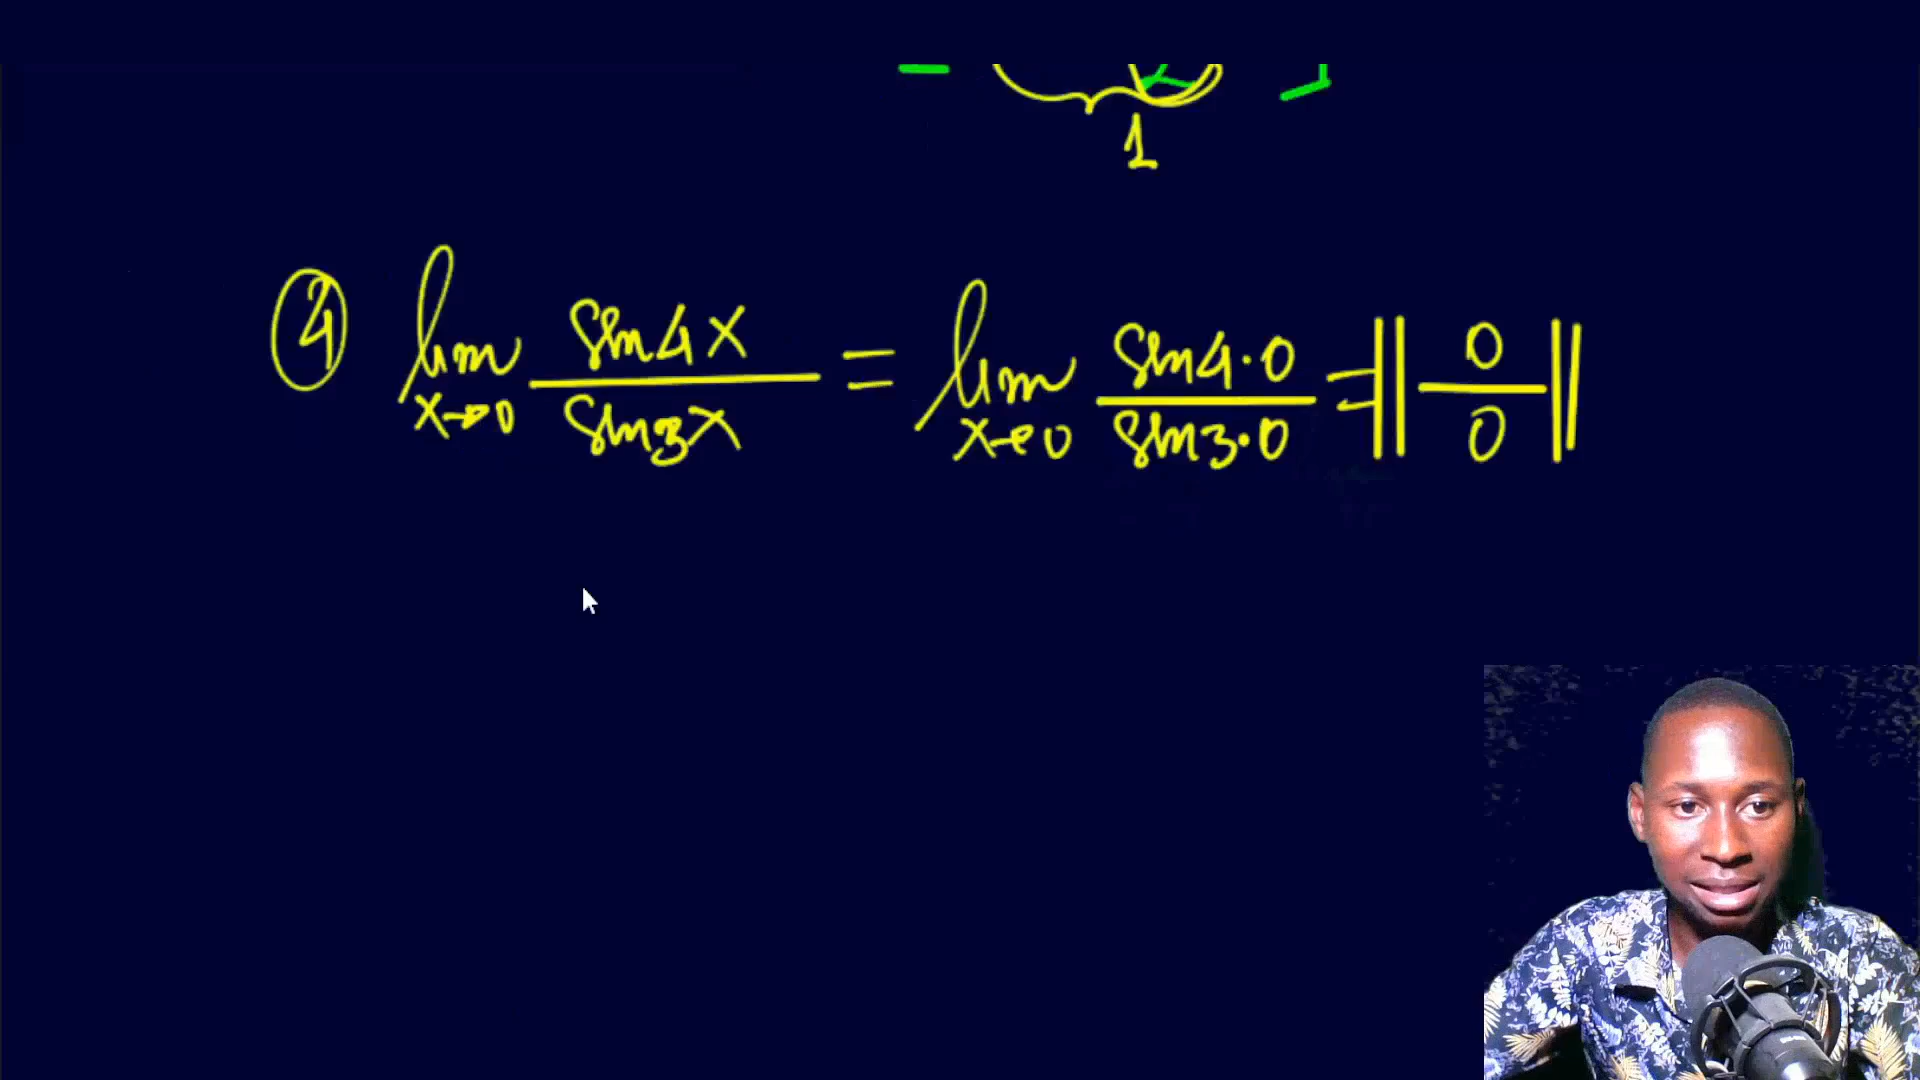 1
④ lim x→0 sin4x / sin3x = lim x→0 sin4·0 / sin3·0 = || 0 / 0 ||